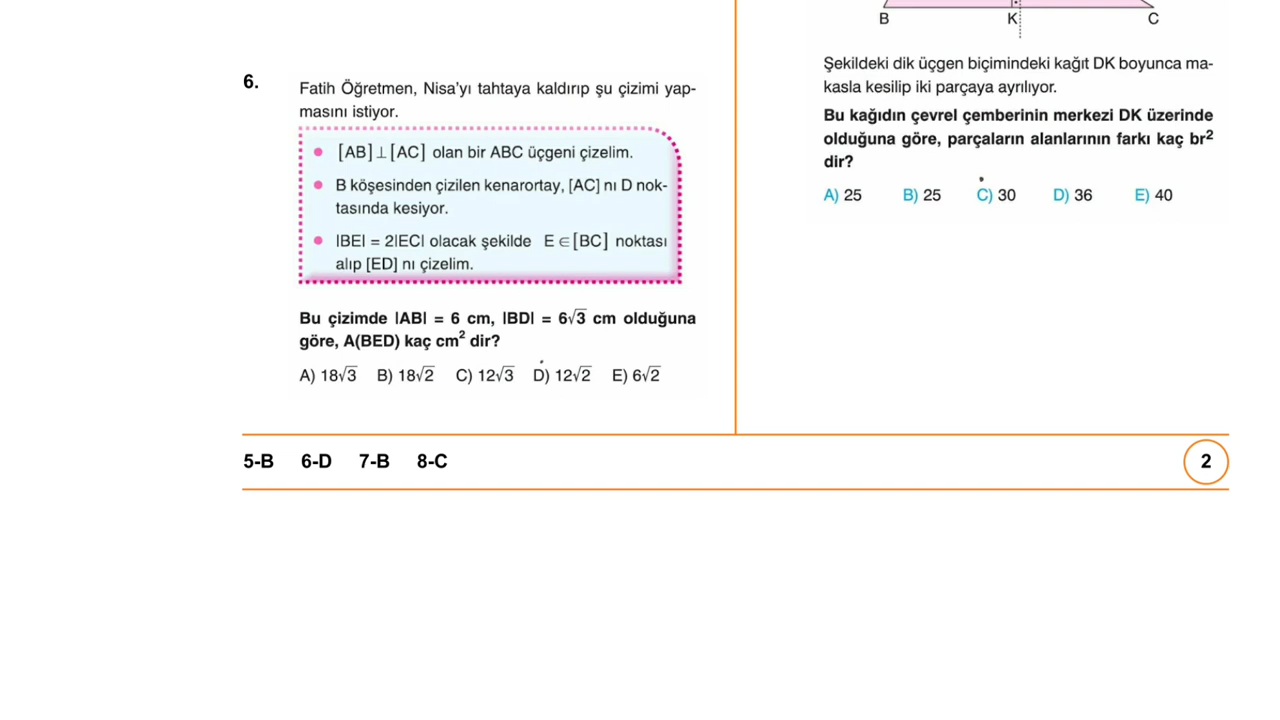 6.
Fatih Öğretmen, Nisa'yı tahtaya kaldırıp şu çizimi yap-
masını istiyor.
• [AB]⊥[AC] olan bir ABC üçgeni çizelim.
• B köşesinden çizilen kenarortay, [AC] nı D nok-
tasında kesiyor.
• |BE| = 2|EC| olacak şekilde E∈[BC] noktası
alıp [ED] nı çizelim.
Bu çizimde |AB| = 6 cm, |BD| = 6√3 cm olduğuna
göre, A(BED) kaç cm² dir?
A) 18√3 B) 18√2 C) 12√3 D) 12√2 E) 6√2
B K C
Şekildeki dik üçgen biçimindeki kağıt DK boyunca ma-
kasla kesilip iki parçaya ayrılıyor.
Bu kağıdın çevrel çemberinin merkezi DK üzerinde
olduğuna göre, parçaların alanlarının farkı kaç br²
dir?
A) 25 B) 25 C) 30 D) 36 E) 40
5-B 6-D 7-B 8-C
2